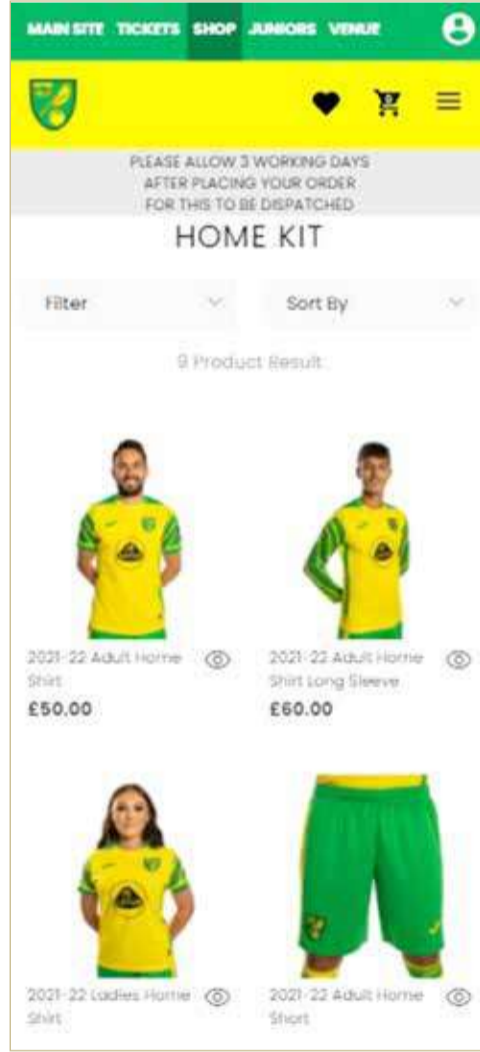 MAIN SITE TICKETS SHOP JUNIORS VENUE
0
PLEASE ALLOW 3 WORKING DAYS
AFTER PLACING YOUR ORDER
FOR THIS TO BE DISPATCHED
HOME KIT
Filter
Sort By
9 Product Result
2021-22 Adult Home
Shirt
£50.00
2021-22 Adult Home
Shirt Long Sleeve
£60.00
2021-22 Ladies Home
Shirt
2021-22 Adult Home
Short